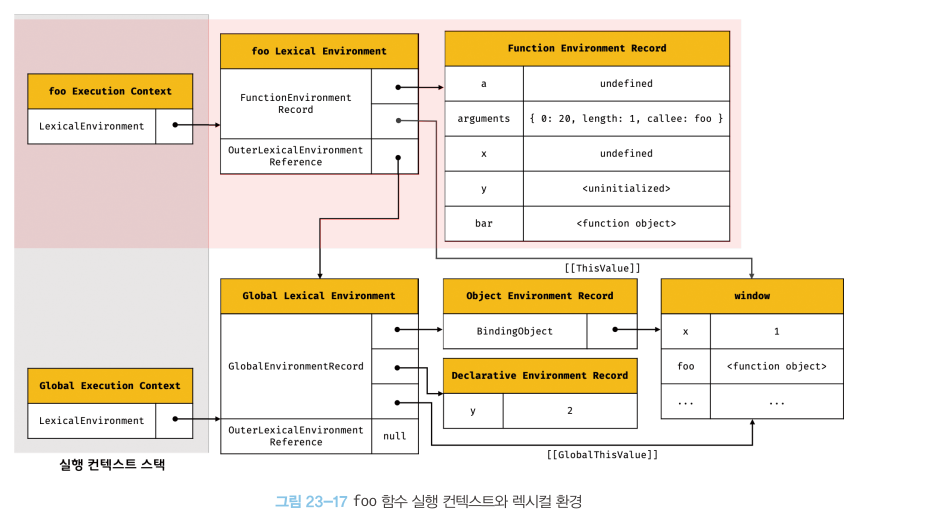 foo Execution Context
LexicalEnvironment
foo Lexical Environment
FunctionEnvironment
Record
OuterLexicalEnvironment
Reference
Function Environment Record
a undefined
arguments { 0: 20, length: 1, callee: foo }
x undefined
y <uninitialized>
bar <function object>
[[ThisValue]]
Global Execution Context
LexicalEnvironment
Global Lexical Environment
GlobalEnvironmentRecord
OuterLexicalEnvironment
Reference
null
Object Environment Record
BindingObject
Declarative Environment Record
y 2
window
x 1
foo <function object>
... ...
[[GlobalThisValue]]
실행 컨텍스트 스택
그림 23-17 foo 함수 실행 컨텍스트와 렉시컬 환경